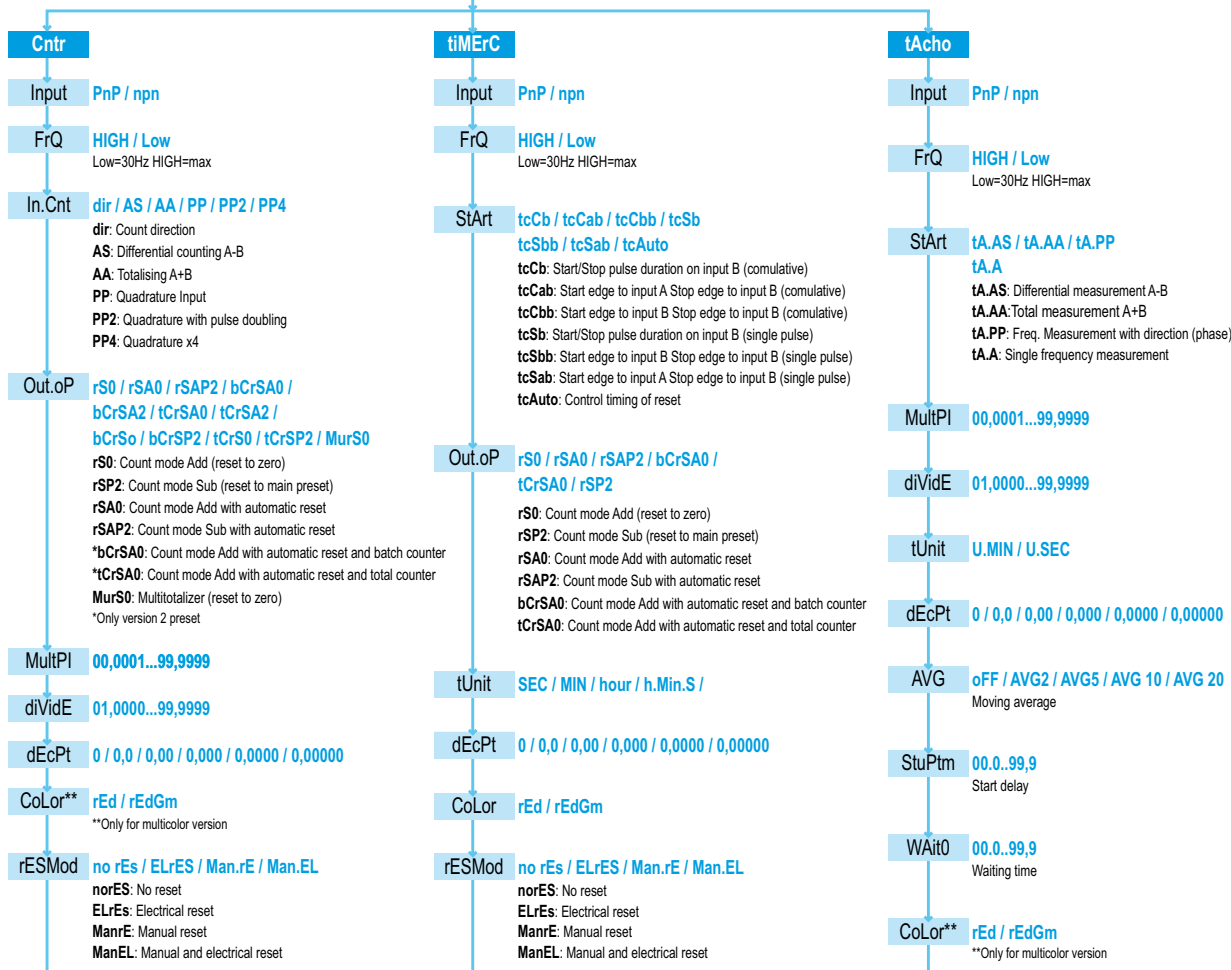 Cntr
Input PnP / npn
FrQ HIGH / Low
Low=30Hz HIGH=max
In.Cnt dir / AS / AA / PP / PP2 / PP4
dir: Count direction
AS: Differential counting A-B
AA: Totalising A+B
PP: Quadrature Input
PP2: Quadrature with pulse doubling
PP4: Quadrature x4
Out.oP rS0 / rSA0 / rSAP2 / bCrSA0 /
bCrSA2 / tCrSA0 / tCrSA2 /
bCrSo / bCrSP2 / tCrS0 / tCrSP2 / MurS0
rS0: Count mode Add (reset to zero)
rSP2: Count mode Sub (reset to main preset)
rSA0: Count mode Add with automatic reset
rSAP2: Count mode Sub with automatic reset
*bCrSA0: Count mode Add with automatic reset and batch counter
*tCrSA0: Count mode Add with automatic reset and total counter
MurS0: Multitotalizer (reset to zero)
*Only version 2 preset
MultPl 00,0001...99,9999
diVidE 01,0000...99,9999
dEcPt 0 / 0,0 / 0,00 / 0,000 / 0,0000 / 0,00000
CoLor** rEd / rEdGm
**Only for multicolor version
rESMod no rEs / ELrES / Man.rE / Man.EL
norES: No reset
ELrEs: Electrical reset
ManrE: Manual reset
ManEL: Manual and electrical reset
tiMErC
Input PnP / npn
FrQ HIGH / Low
Low=30Hz HIGH=max
StArt tcCb / tcCab / tcCbb / tcSb
tcSbb / tcSab / tcAuto
tcCb: Start/Stop pulse duration on input B (comulative)
tcCab: Start edge to input A Stop edge to input B (comulative)
tcCbb: Start edge to input B Stop edge to input B (comulative)
tcSb: Start/Stop pulse duration on input B (single pulse)
tcSbb: Start edge to input B Stop edge to input B (single pulse)
tcSab: Start edge to input A Stop edge to input B (single pulse)
tcAuto: Control timing of reset
Out.oP rS0 / rSA0 / rSAP2 / bCrSA0 /
tCrSA0 / rSP2
rS0: Count mode Add (reset to zero)
rSP2: Count mode Sub (reset to main preset)
rSA0: Count mode Add with automatic reset
rSAP2: Count mode Sub with automatic reset
bCrSA0: Count mode Add with automatic reset and batch counter
tCrSA0: Count mode Add with automatic reset and total counter
tUnit SEC / MIN / hour / h.Min.S /
dEcPt 0 / 0,0 / 0,00 / 0,000 / 0,0000 / 0,00000
CoLor rEd / rEdGm
rESMod no rEs / ELrES / Man.rE / Man.EL
norES: No reset
ELrEs: Electrical reset
ManrE: Manual reset
ManEL: Manual and electrical reset
tAcho
Input PnP / npn
FrQ HIGH / Low
Low=30Hz HIGH=max
StArt tA.AS / tA.AA / tA.PP
tA.A
tA.AS: Differential measurement A-B
tA.AA:Total measurement A+B
tA.PP: Freq. Measurement with direction (phase)
tA.A: Single frequency measurement
MultPl 00,0001...99,9999
diVidE 01,0000...99,9999
tUnit U.MIN / U.SEC
dEcPt 0 / 0,0 / 0,00 / 0,000 / 0,0000 / 0,00000
AVG oFF / AVG2 / AVG5 / AVG 10 / AVG 20
Moving average
StuPtm 00.0..99,9
Start delay
WAit0 00.0..99,9
Waiting time
CoLor** rEd / rEdGm
**Only for multicolor version